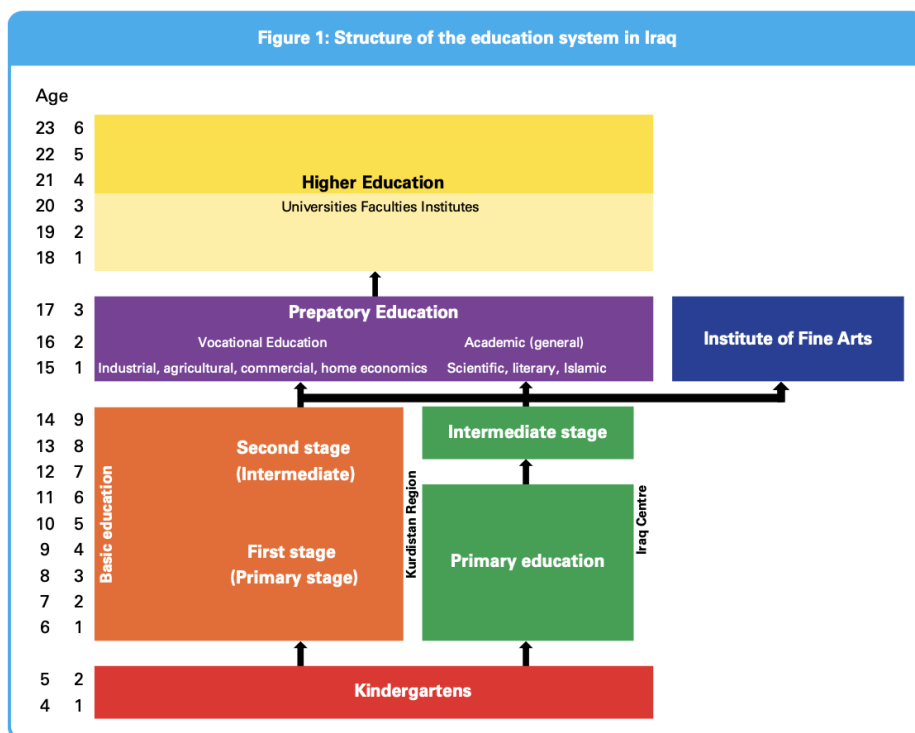 Figure 1: Structure of the education system in Iraq
Age
23 6
22 5
21 4
Higher Education
20 3
Universities Faculties Institutes
19 2
18 1
17 3
Prepatory Education
Institute of Fine Arts
16 2
Vocational Education
Academic (general)
15 1
Industrial, agricultural, commercial, home economics
Scientific, literary, Islamic
14 9
13 8
12 7
11 6
10 5
9 4
8 3
7 2
6 1
Basic education
Second stage
(Intermediate)
First stage
(Primary stage)
Kurdistan Region
Intermediate stage
Primary education
Iraq Centre
5 2
4 1
Kindergartens